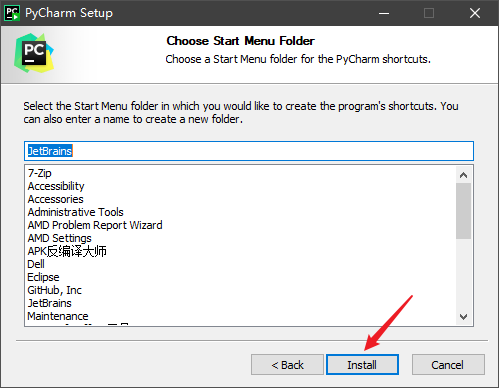 PyCharm Setup
Choose Start Menu Folder
Choose a Start Menu folder for the PyCharm shortcuts.
PC
Select the Start Menu folder in which you would like to create the program's shortcuts. You
can also enter a name to create a new folder.
JetBrains
7-Zip
Accessibility
Accessories
Administrative Tools
AMD Problem Report Wizard
AMD Settings
APK反编译大师
Dell
Eclipse
GitHub, Inc
JetBrains
Maintenance
< Back
Install
Cancel